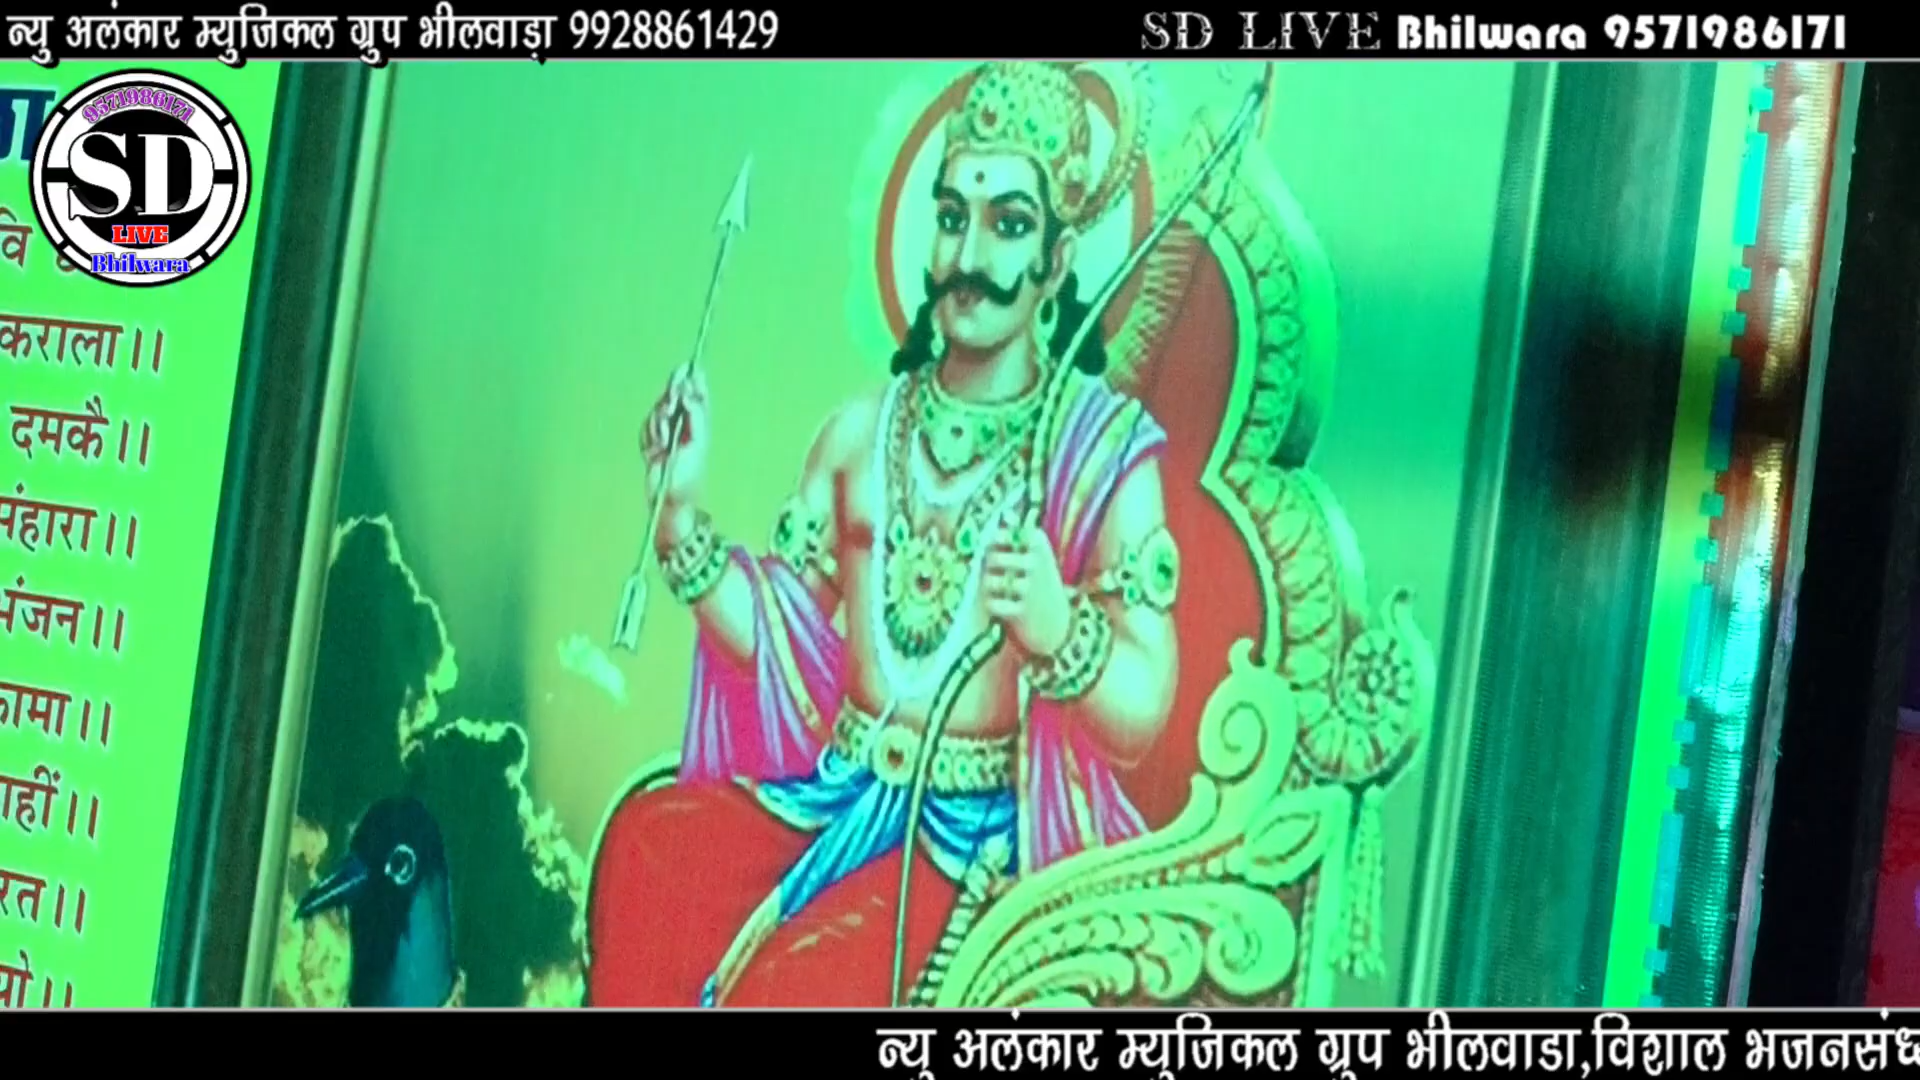 न्यु अलंकार म्युजिकल ग्रुप भीलवाड़ा 9928861429
SD LIVE Bhilwara 9571986171
9571986171
SD
LIVE
Bhilwara
वि
कराला।।
दमकै।।
संहारा।।
भंजन।।
।।
न्यु अलंकार म्युजिकल ग्रुप भीलवाडा,विशाल भजनसंध्